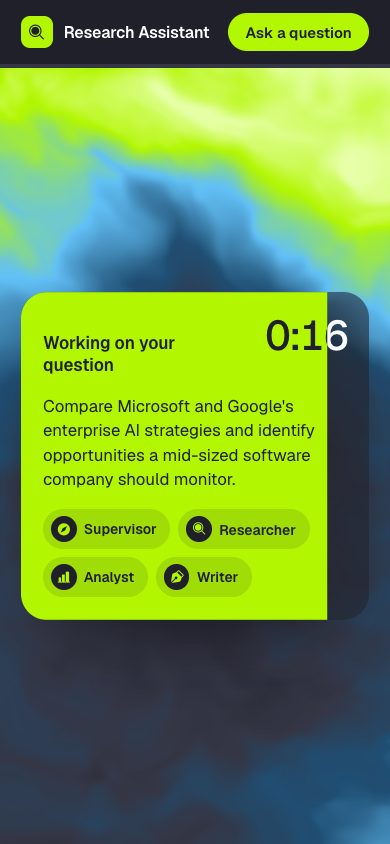 Research Assistant
Ask a question
0:16
Working on your
question
Compare Microsoft and Google's
enterprise AI strategies and identify
opportunities a mid-sized software
company should monitor.
Supervisor
Researcher
Analyst
Writer